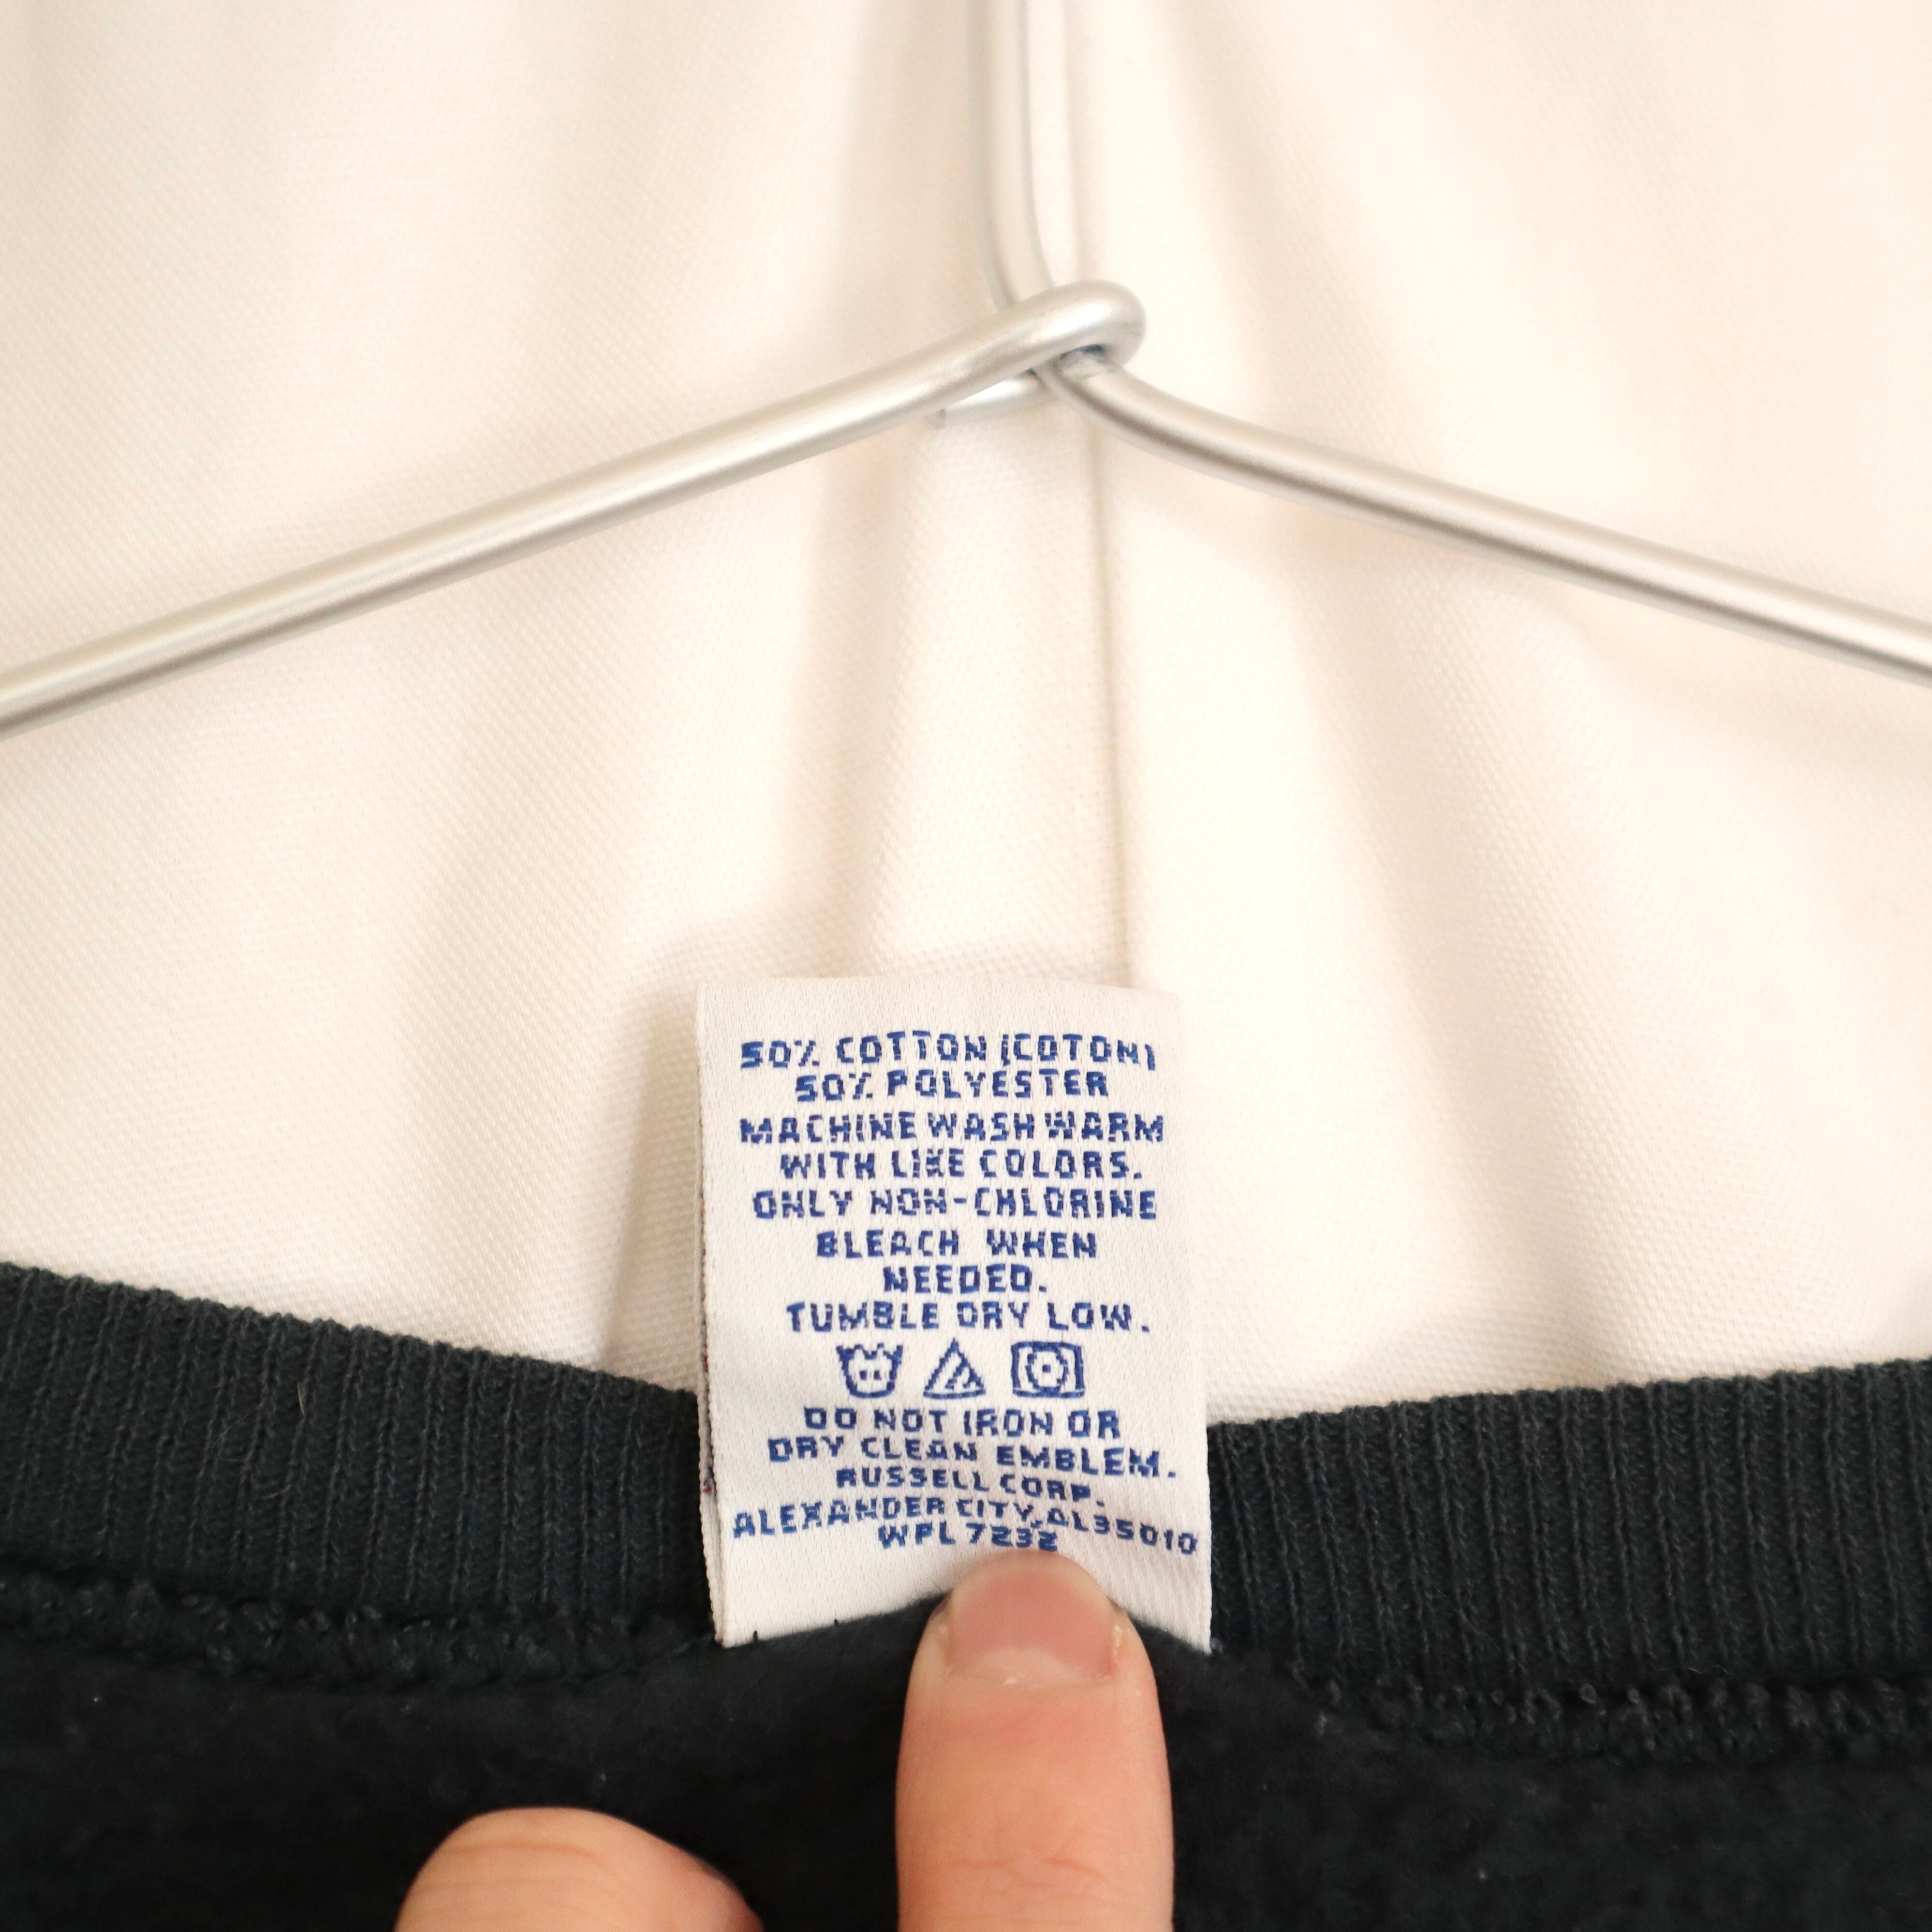 50% COTTON (COTON)
50% POLYESTER
MACHINE WASH WARM
WITH LIKE COLORS.
ONLY NON-CHLORINE
BLEACH WHEN
NEEDED.
TUMBLE DRY LOW.
DO NOT IRON OR
DRY CLEAN EMBLEM.
RUSSELL CORP.
ALEXANDER CITY, AL 35010
WPL 7232